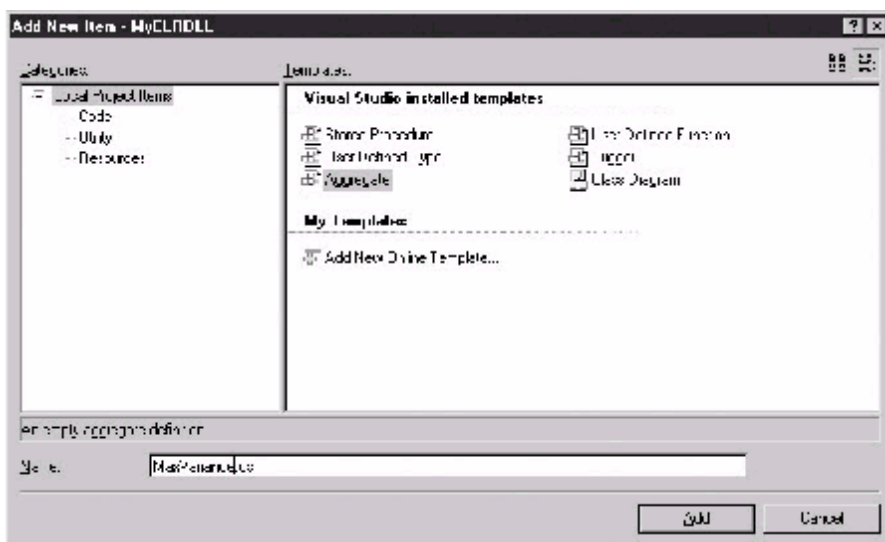 Add New Item - MyCLRDLL
Categories:
Templates:
Local Project Items
Code
Utility
Resources
Visual Studio installed templates
Stored Procedure
User Defined Function
User Defined Type
Trigger
Aggregate
Class Diagram
My Templates
Add New Online Template...
An empty aggregate definition
Name:
MaxVariance.cs
Add
Cancel